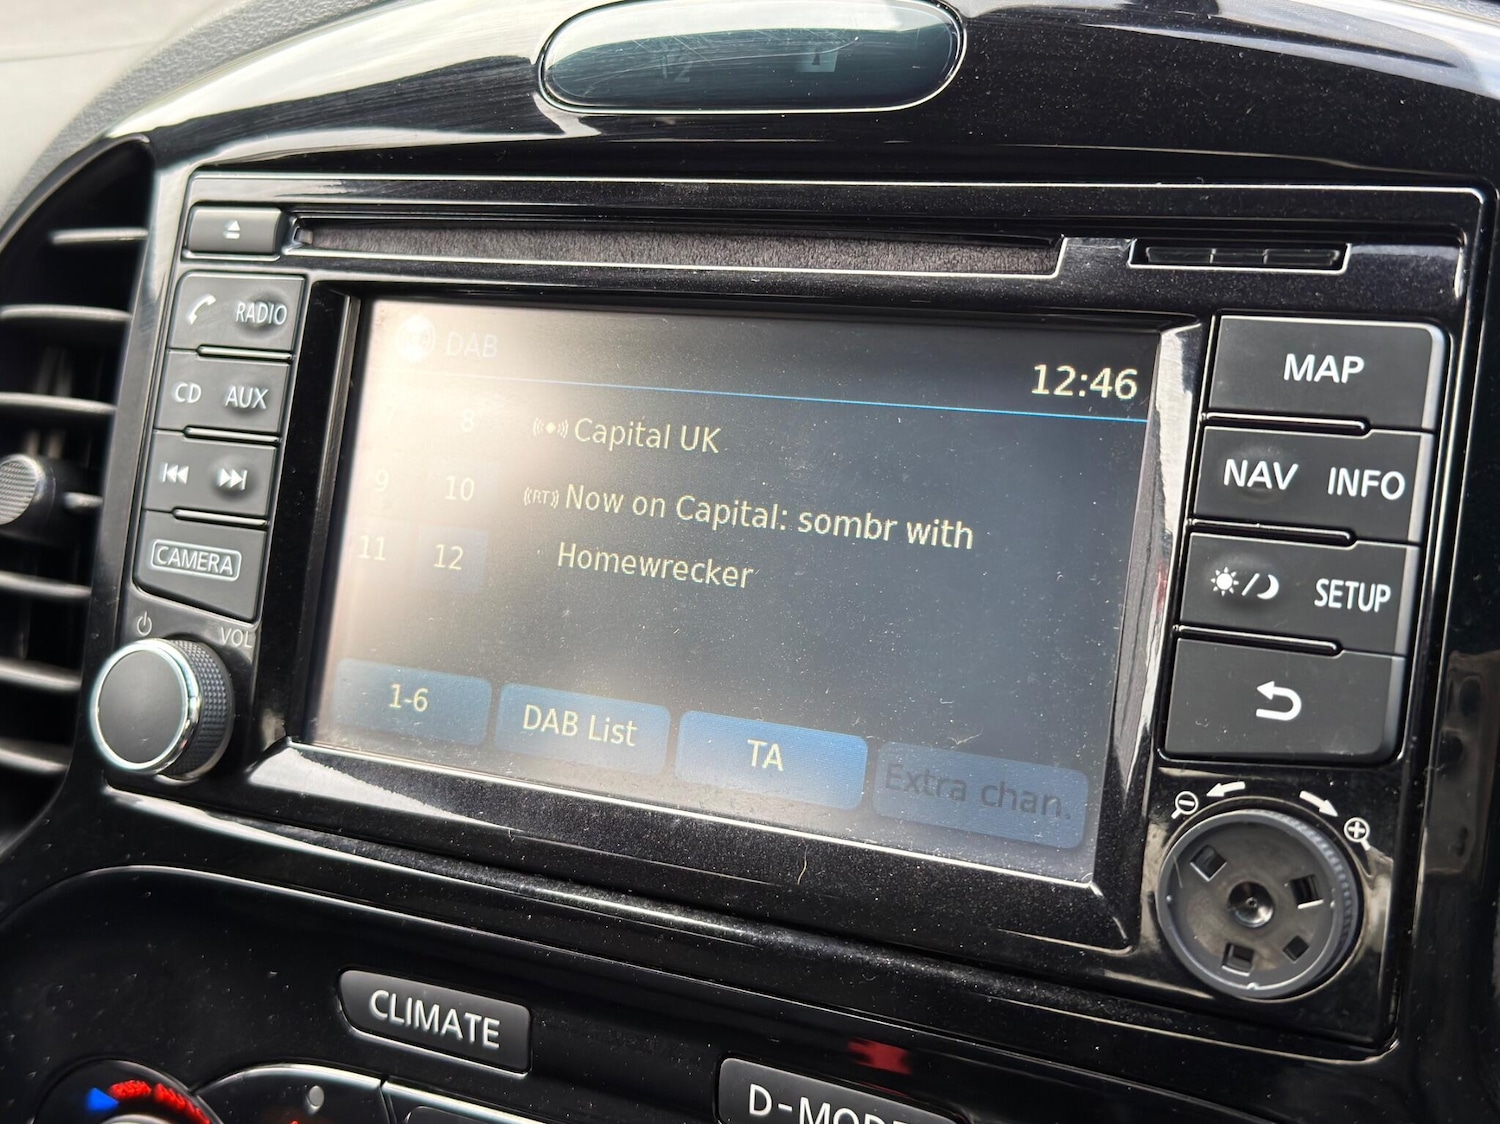 RADIO
CD AUX
CAMERA
VOL
DAB
12:46
8
Capital UK
9 10
RT Now on Capital: sombr with
11 12
Homewrecker
1-6 DAB List TA Extra chan.
MAP
NAV INFO
SETUP
CLIMATE